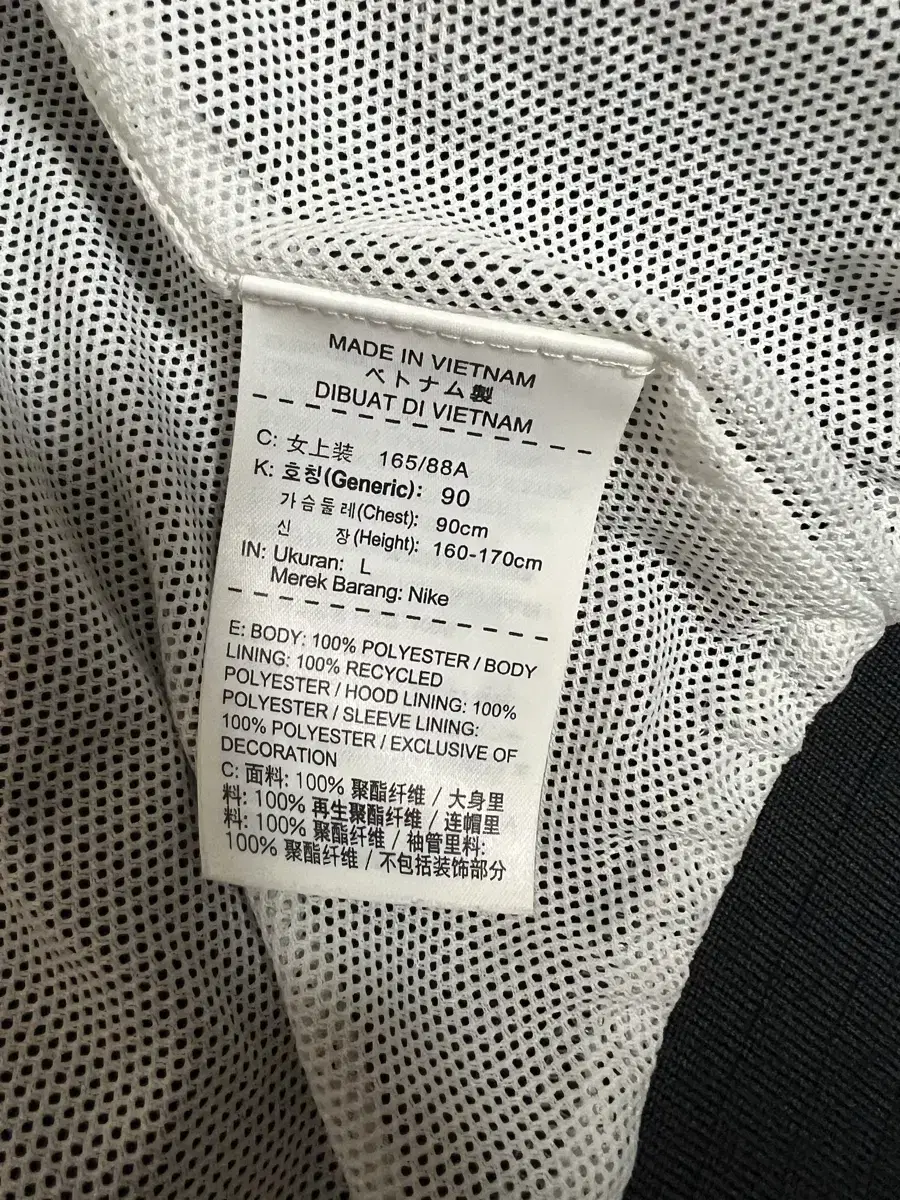 MADE IN VIETNAM
ベトナム製
DIBUAT DI VIETNAM
C: 女上装 165/88A
K: 호칭(Generic): 90
가슴둘레(Chest): 90cm
신 장(Height): 160-170cm
IN: Ukuran: L
Merek Barang: Nike
E: BODY: 100% POLYESTER / BODY
LINING: 100% RECYCLED
POLYESTER / HOOD LINING: 100%
POLYESTER / SLEEVE LINING:
100% POLYESTER / EXCLUSIVE OF
DECORATION
C: 面料: 100% 聚酯纤维 / 大身里
料: 100% 再生聚酯纤维 / 连帽里
料: 100% 聚酯纤维 / 袖管里料:
100% 聚酯纤维 / 不包括装饰部分